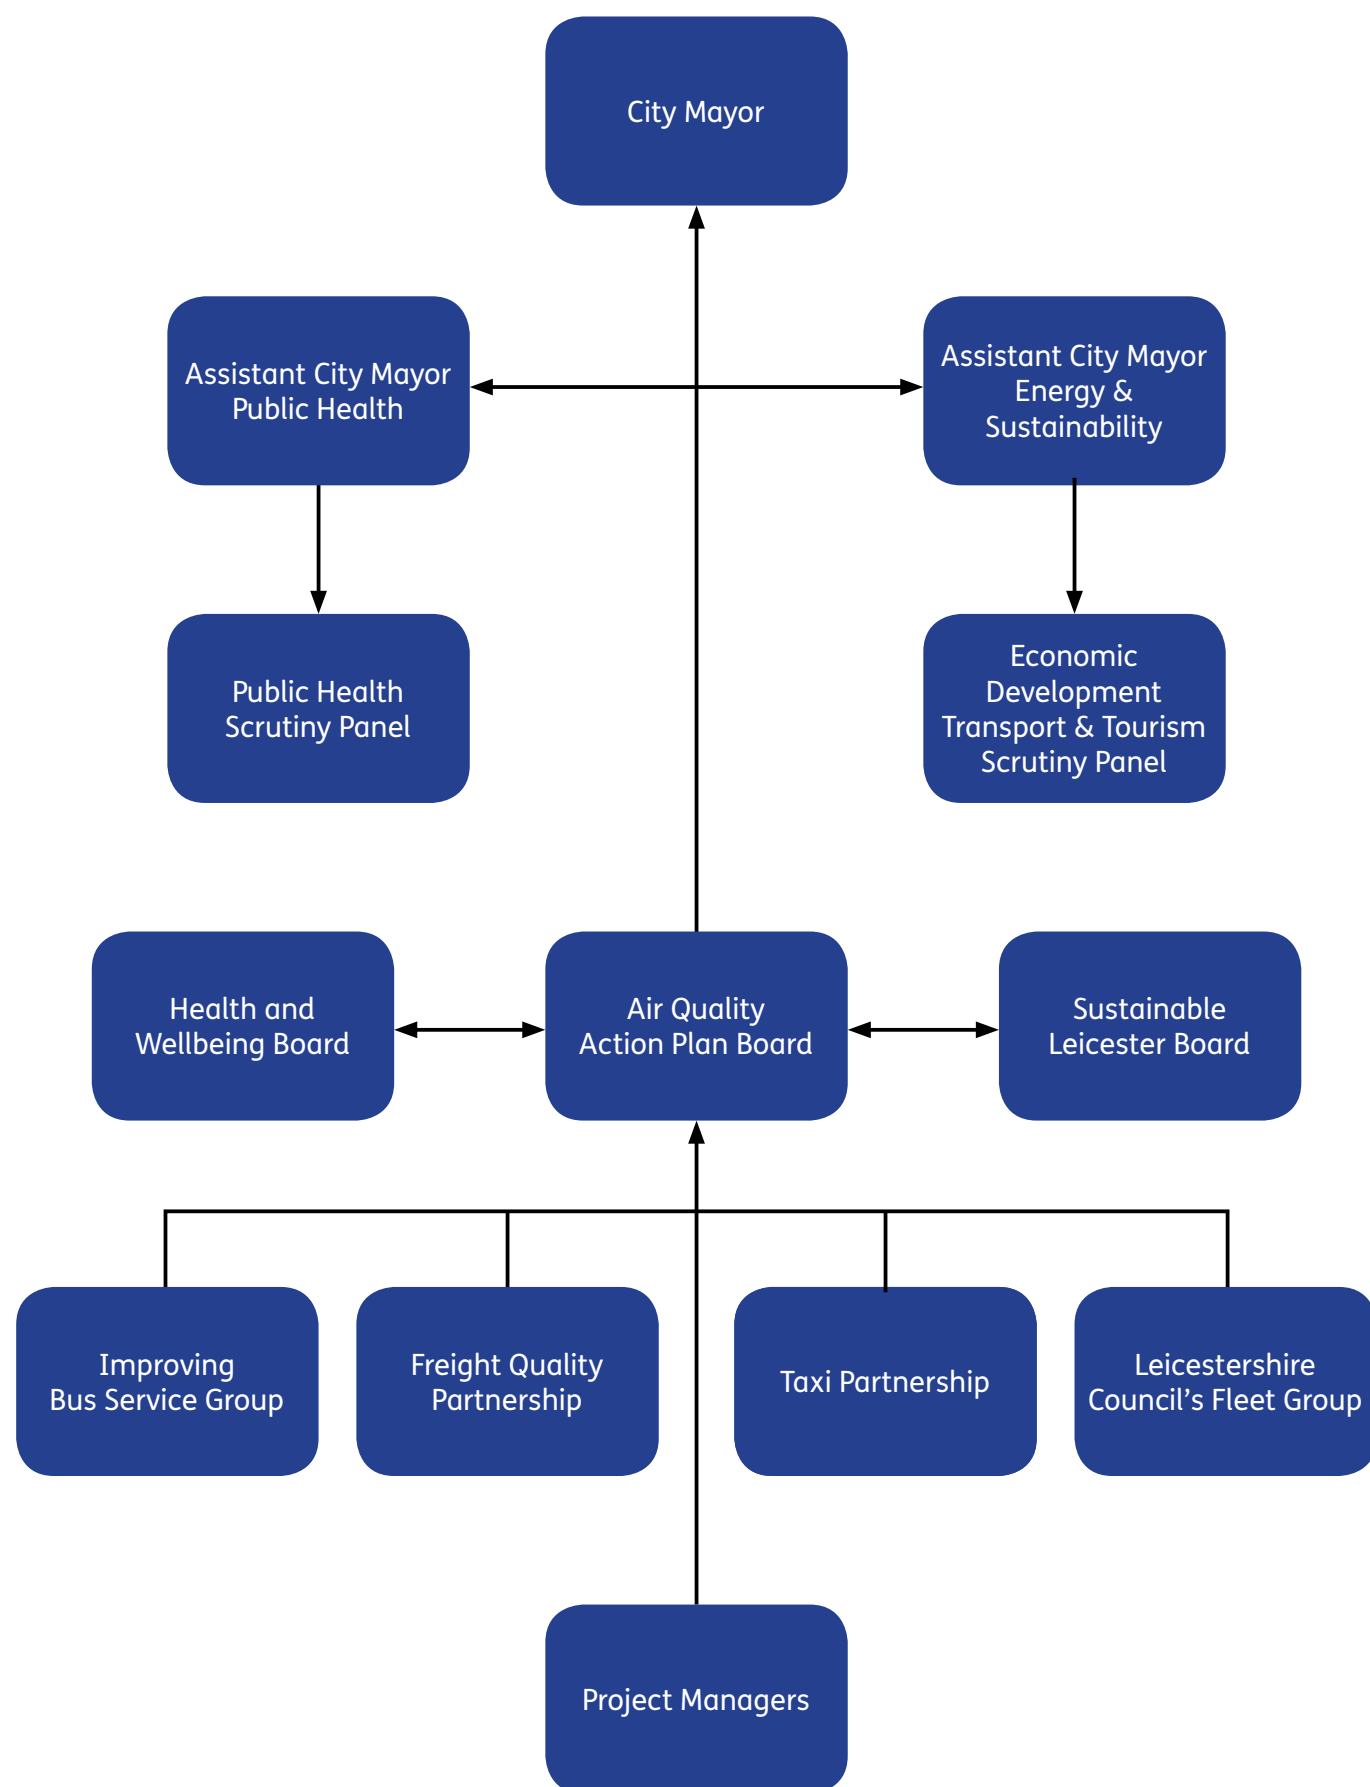 City Mayor
Assistant City Mayor
Public Health
Assistant City Mayor
Energy &
Sustainability
Public Health
Scrutiny Panel
Economic
Development
Transport & Tourism
Scrutiny Panel
Health and
Wellbeing Board
Air Quality
Action Plan Board
Sustainable
Leicester Board
Improving
Bus Service Group
Freight Quality
Partnership
Taxi Partnership
Leicestershire
Council’s Fleet Group
Project Managers